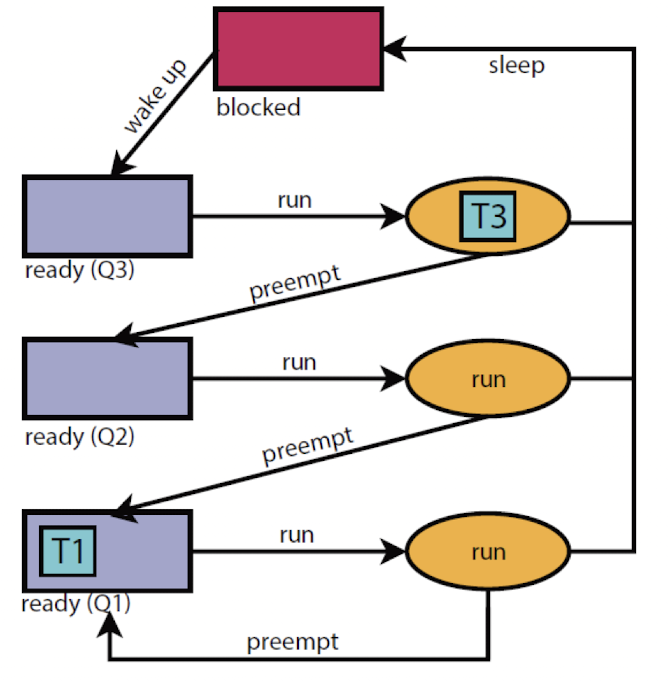 sleep
wake up
blocked
run
T3
ready (Q3)
preempt
run
run
ready (Q2)
preempt
T1
run
run
ready (Q1)
preempt